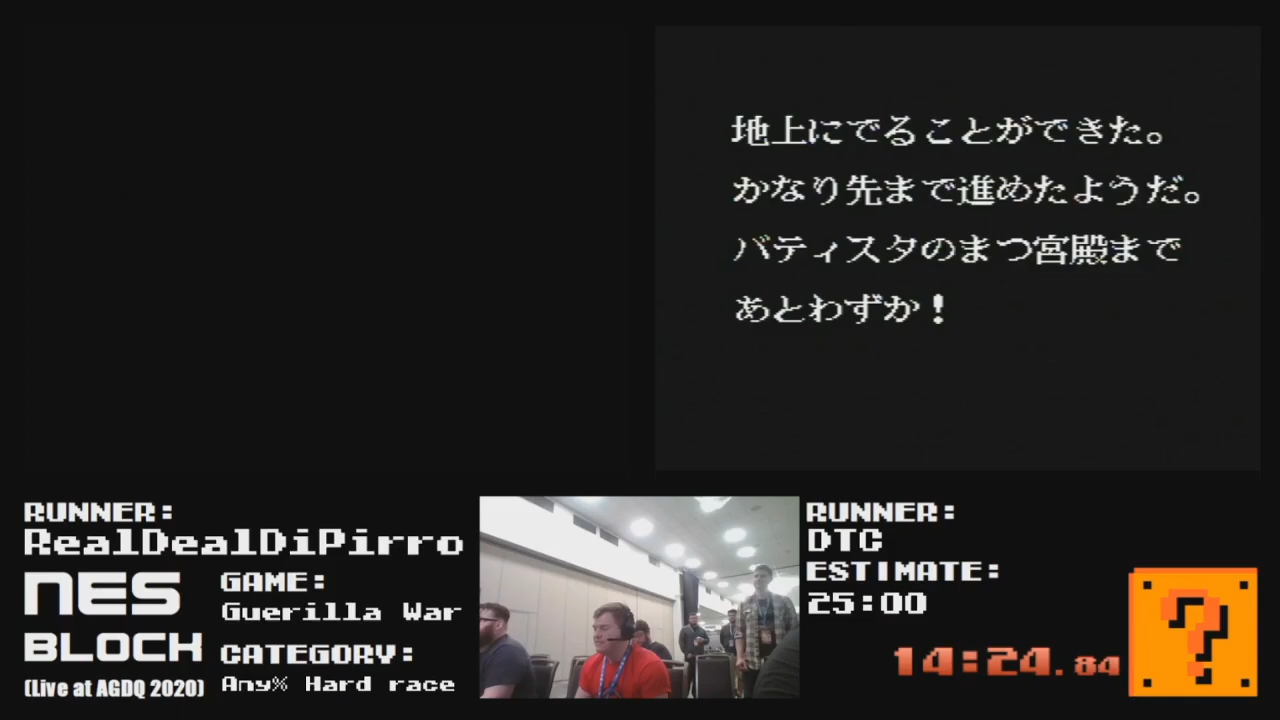 地上にでることができた。
かなり先まで進めたようだ。
バティスタのまつ宮殿まで
あとわずか！
RUNNER:
RealDealDiPirro
NES
BLOCK
(Live at AGDQ 2020)
GAME:
Guerilla War
CATEGORY:
Any% Hard race
RUNNER:
DTC
ESTIMATE:
25:00
14:24.84
?